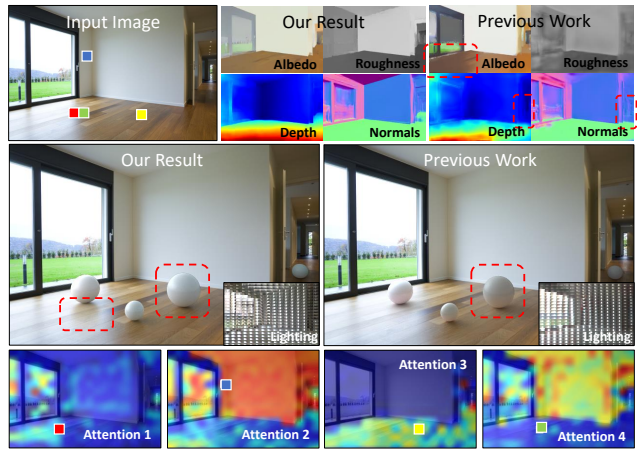 Input Image
Our Result
Previous Work
Albedo
Roughness
Albedo
Roughness
Depth
Normals
Depth
Normals
Our Result
Previous Work
Lighting
Lighting
Attention 1
Attention 2
Attention 3
Attention 4